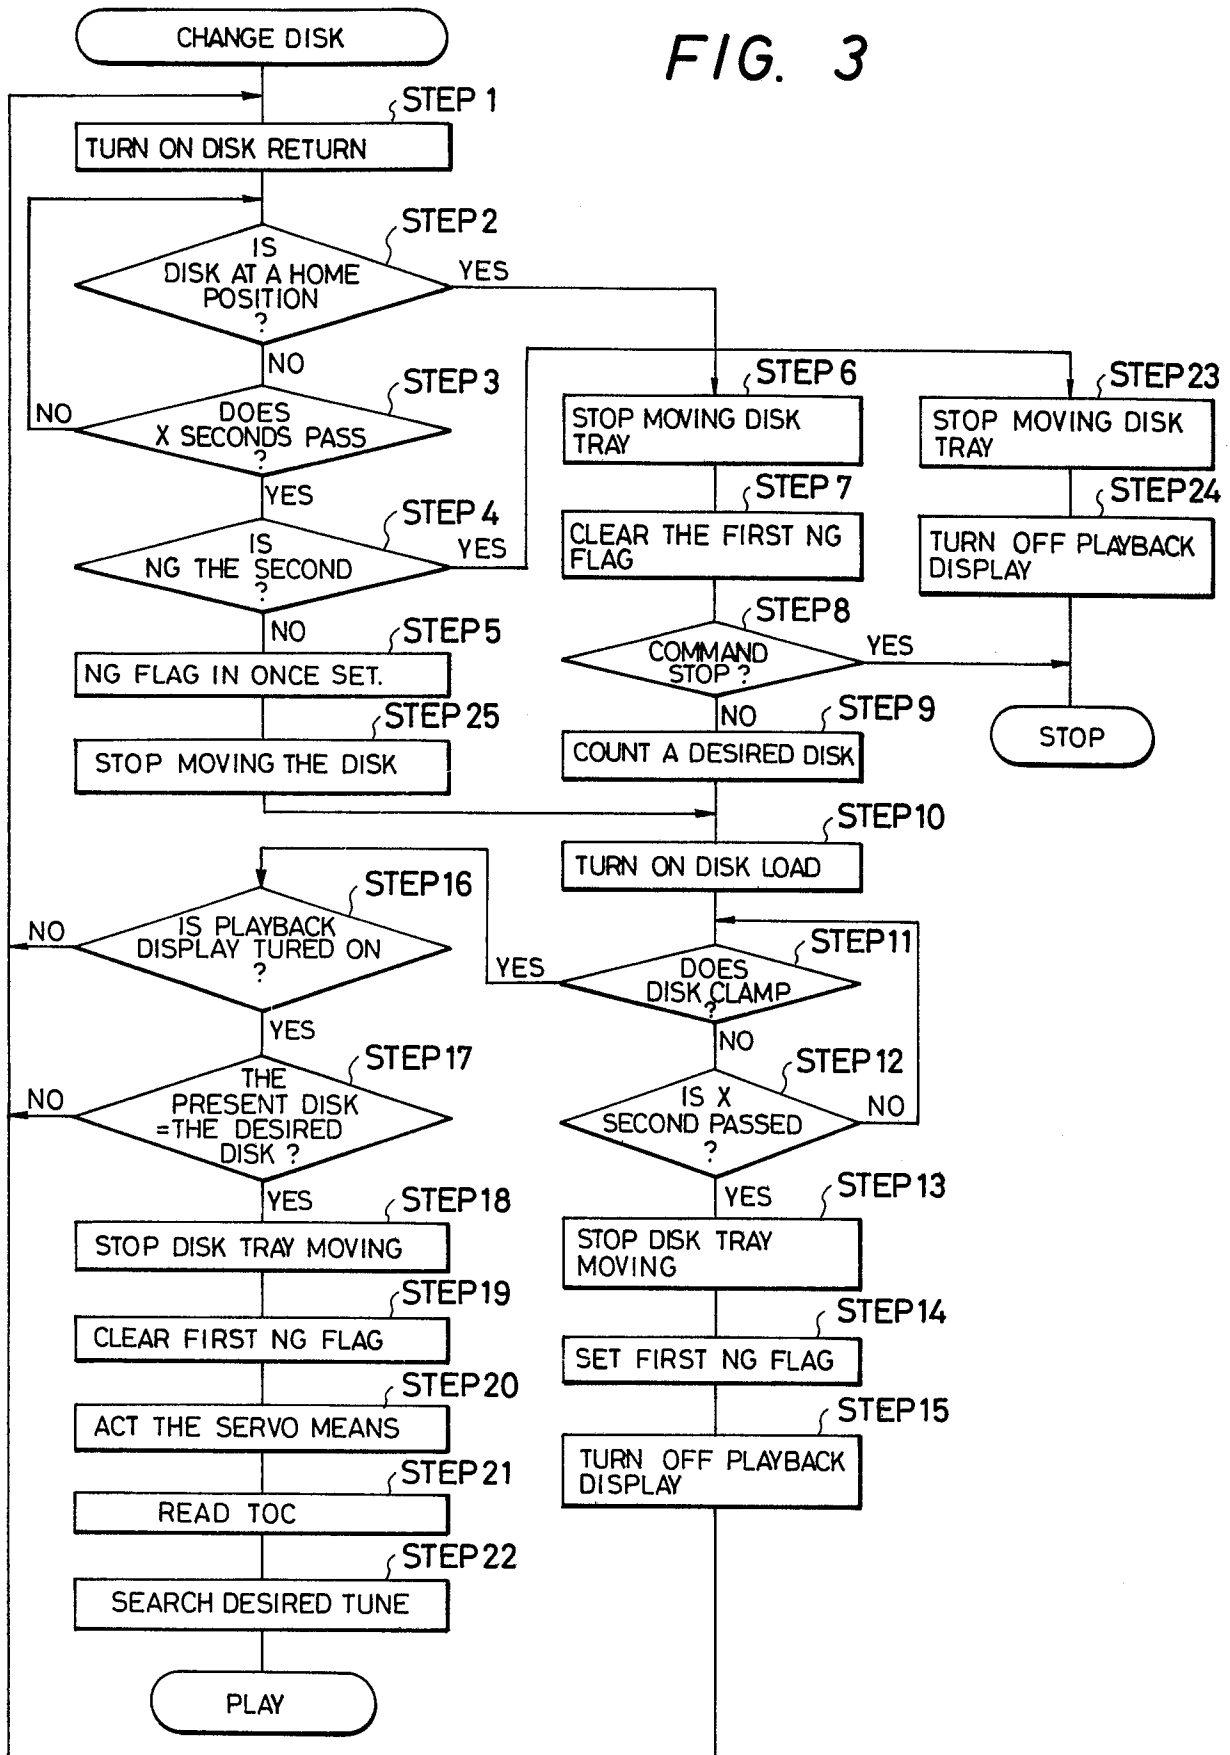 CHANGE DISK
FIG. 3
STEP 1
TURN ON DISK RETURN
STEP 2
IS
DISK AT A HOME
POSITION
?
YES
NO
STEP 3
DOES
X SECONDS PASS
?
NO
YES
STEP 4
IS
NG THE SECOND
?
YES
NO
STEP 5
NG FLAG IN ONCE SET.
STEP 25
STOP MOVING THE DISK
STEP 6
STOP MOVING DISK
TRAY
STEP 7
CLEAR THE FIRST NG
FLAG
STEP 8
COMMAND
STOP ?
YES
NO
STEP 9
COUNT A DESIRED DISK
STEP 23
STOP MOVING DISK
TRAY
STEP 24
TURN OFF PLAYBACK
DISPLAY
STOP
STEP 10
TURN ON DISK LOAD
STEP 11
DOES
DISK CLAMP
?
YES
NO
STEP 12
IS X
SECOND PASSED
?
NO
YES
STEP 13
STOP DISK TRAY
MOVING
STEP 14
SET FIRST NG FLAG
STEP 15
TURN OFF PLAYBACK
DISPLAY
STEP 16
IS PLAYBACK
DISPLAY TURED ON
?
NO
YES
STEP 17
THE
PRESENT DISK
=THE DESIRED
DISK ?
NO
YES
STEP 18
STOP DISK TRAY MOVING
STEP 19
CLEAR FIRST NG FLAG
STEP 20
ACT THE SERVO MEANS
STEP 21
READ TOC
STEP 22
SEARCH DESIRED TUNE
PLAY